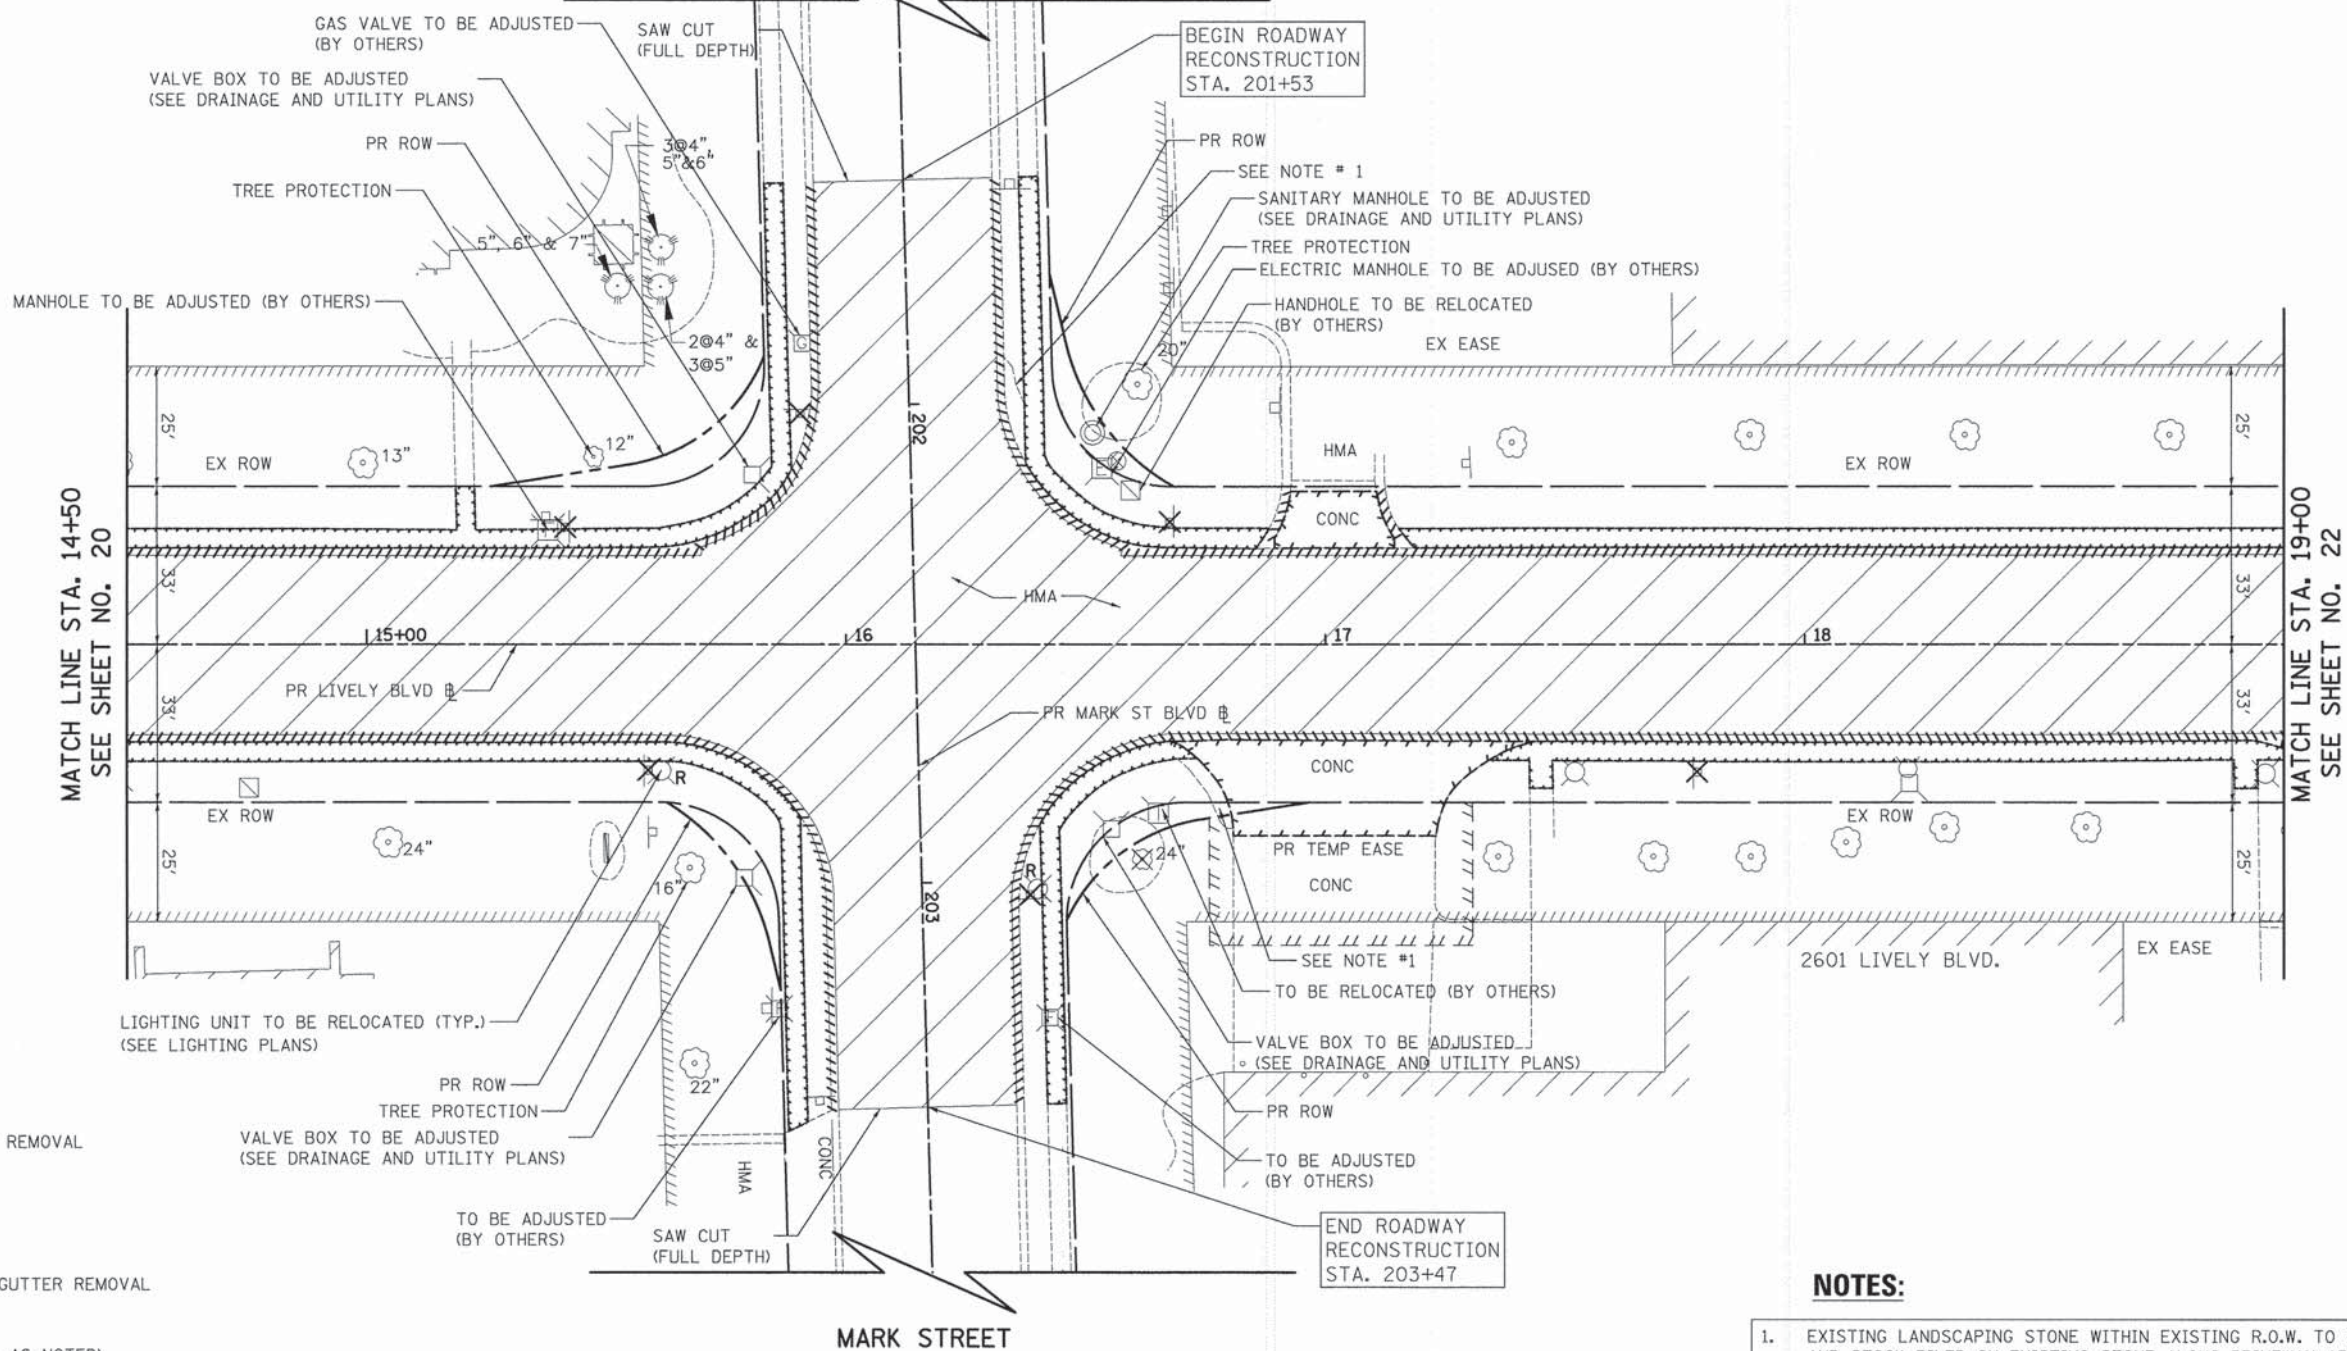 GAS VALVE TO BE ADJUSTED
(BY OTHERS)
SAW CUT
(FULL DEPTH)
BEGIN ROADWAY
RECONSTRUCTION
STA. 201+53
VALVE BOX TO BE ADJUSTED
(SEE DRAINAGE AND UTILITY PLANS)
PR ROW
3@4"
5"&6"
TREE PROTECTION
5", 6" & 7"
MANHOLE TO BE ADJUSTED (BY OTHERS)
2@4" &
3@5"
G
PR ROW
SEE NOTE # 1
SANITARY MANHOLE TO BE ADJUSTED
(SEE DRAINAGE AND UTILITY PLANS)
TREE PROTECTION
ELECTRIC MANHOLE TO BE ADJUSED (BY OTHERS)
HANDHOLE TO BE RELOCATED
(BY OTHERS)
20"
EX EASE
25'
EX ROW
13"
12"
202
E
HMA
EX ROW
25'
CONC
MATCH LINE STA. 14+50
SEE SHEET NO. 20
33'
33'
HMA
15+00
16
17
18
33'
33'
MATCH LINE STA. 19+00
SEE SHEET NO. 22
PR LIVELY BLVD BL
PR MARK ST BLVD BL
R
CONC
EX ROW
EX ROW
24"
25'
16"
R
24"
PR TEMP EASE
CONC
25'
203
2601 LIVELY BLVD.
EX EASE
SEE NOTE #1
TO BE RELOCATED (BY OTHERS)
LIGHTING UNIT TO BE RELOCATED (TYP.)
(SEE LIGHTING PLANS)
VALVE BOX TO BE ADJUSTED
(SEE DRAINAGE AND UTILITY PLANS)
PR ROW
22"
TREE PROTECTION
PR ROW
REMOVAL
VALVE BOX TO BE ADJUSTED
(SEE DRAINAGE AND UTILITY PLANS)
HMA
CONC
TO BE ADJUSTED
(BY OTHERS)
TO BE ADJUSTED
(BY OTHERS)
SAW CUT
(FULL DEPTH)
END ROADWAY
RECONSTRUCTION
STA. 203+47
GUTTER REMOVAL
NOTES:
MARK STREET
1. EXISTING LANDSCAPING STONE WITHIN EXISTING R.O.W. TO